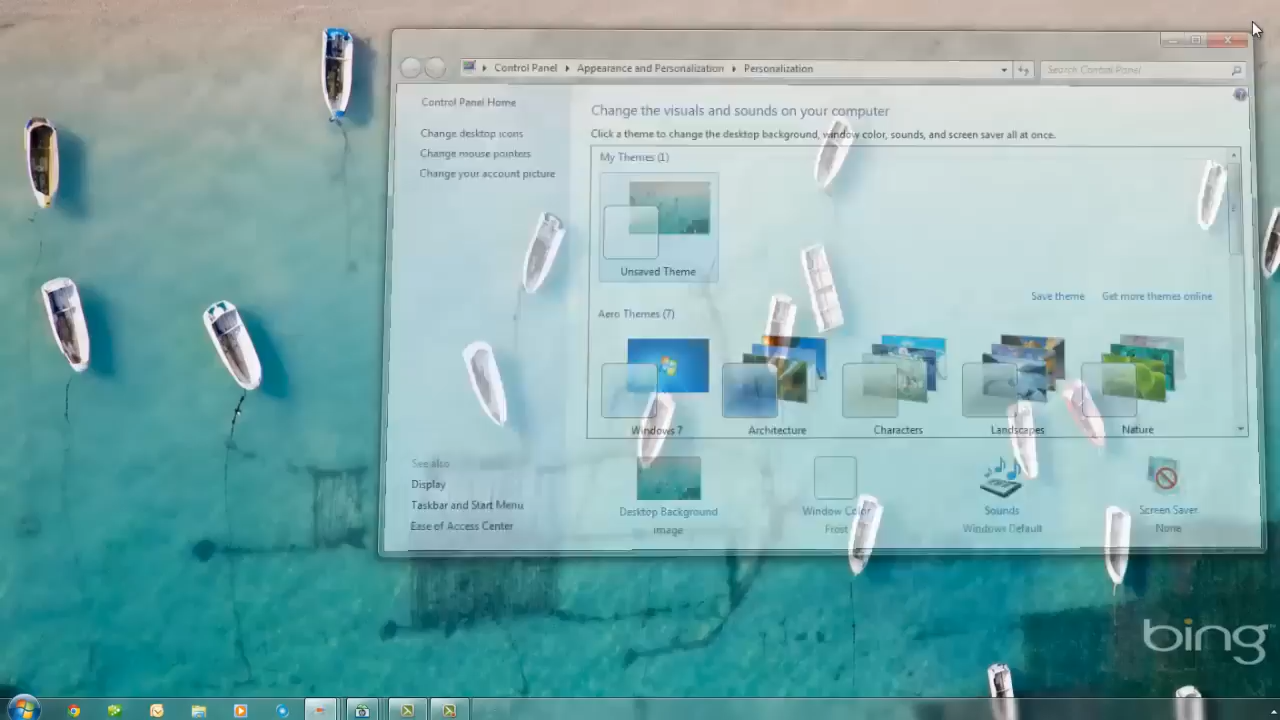 Control Panel Appearance and Personalization Personalization
Search Control Panel
Control Panel Home
Change desktop icons
Change mouse pointers
Change your account picture
See also
Display
Taskbar and Start Menu
Ease of Access Center
Change the visuals and sounds on your computer
Click a theme to change the desktop background, window color, sounds, and screen saver all at once.
My Themes (1)
Unsaved Theme
Save theme
Get more themes online
Aero Themes (7)
Windows 7
Architecture
Characters
Landscapes
Nature
Desktop Background
image
Window Color
Frost
Sounds
Windows Default
Screen Saver
None
bing